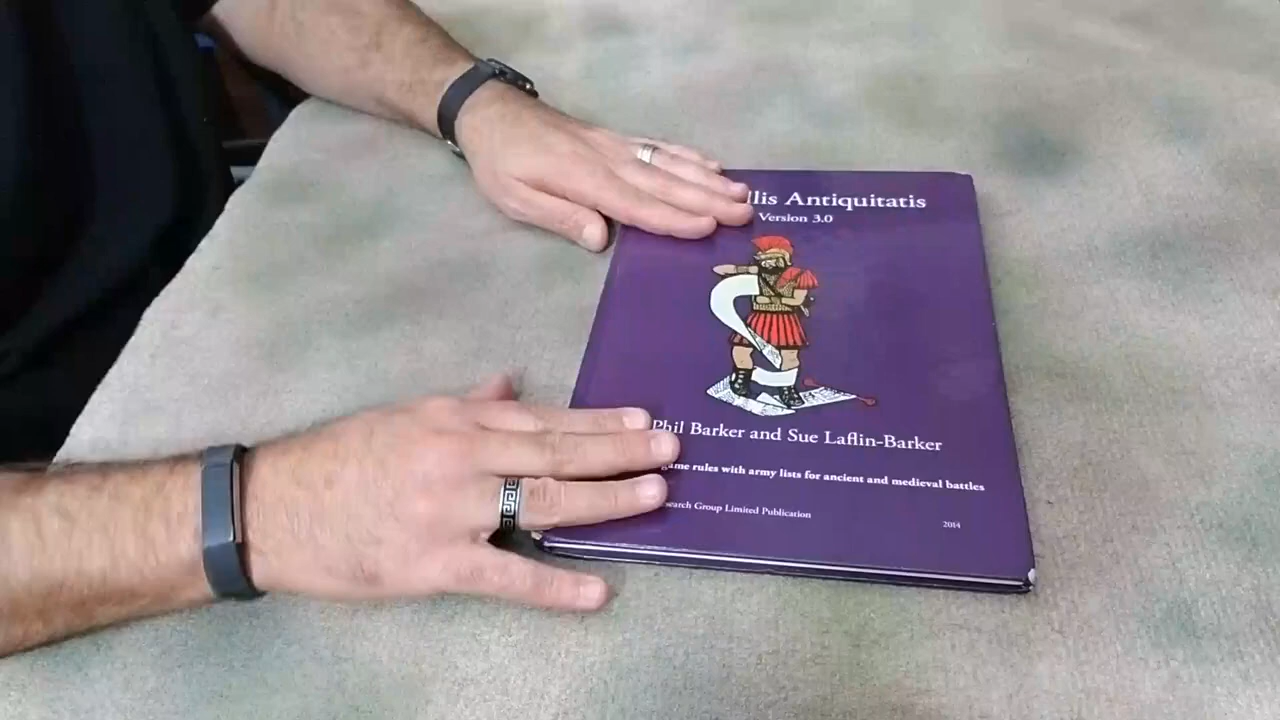 llis Antiquitatis
Version 3.0
Phil Barker and Sue Laflin-Barker
game rules with army lists for ancient and medieval battles
search Group Limited Publication
2014